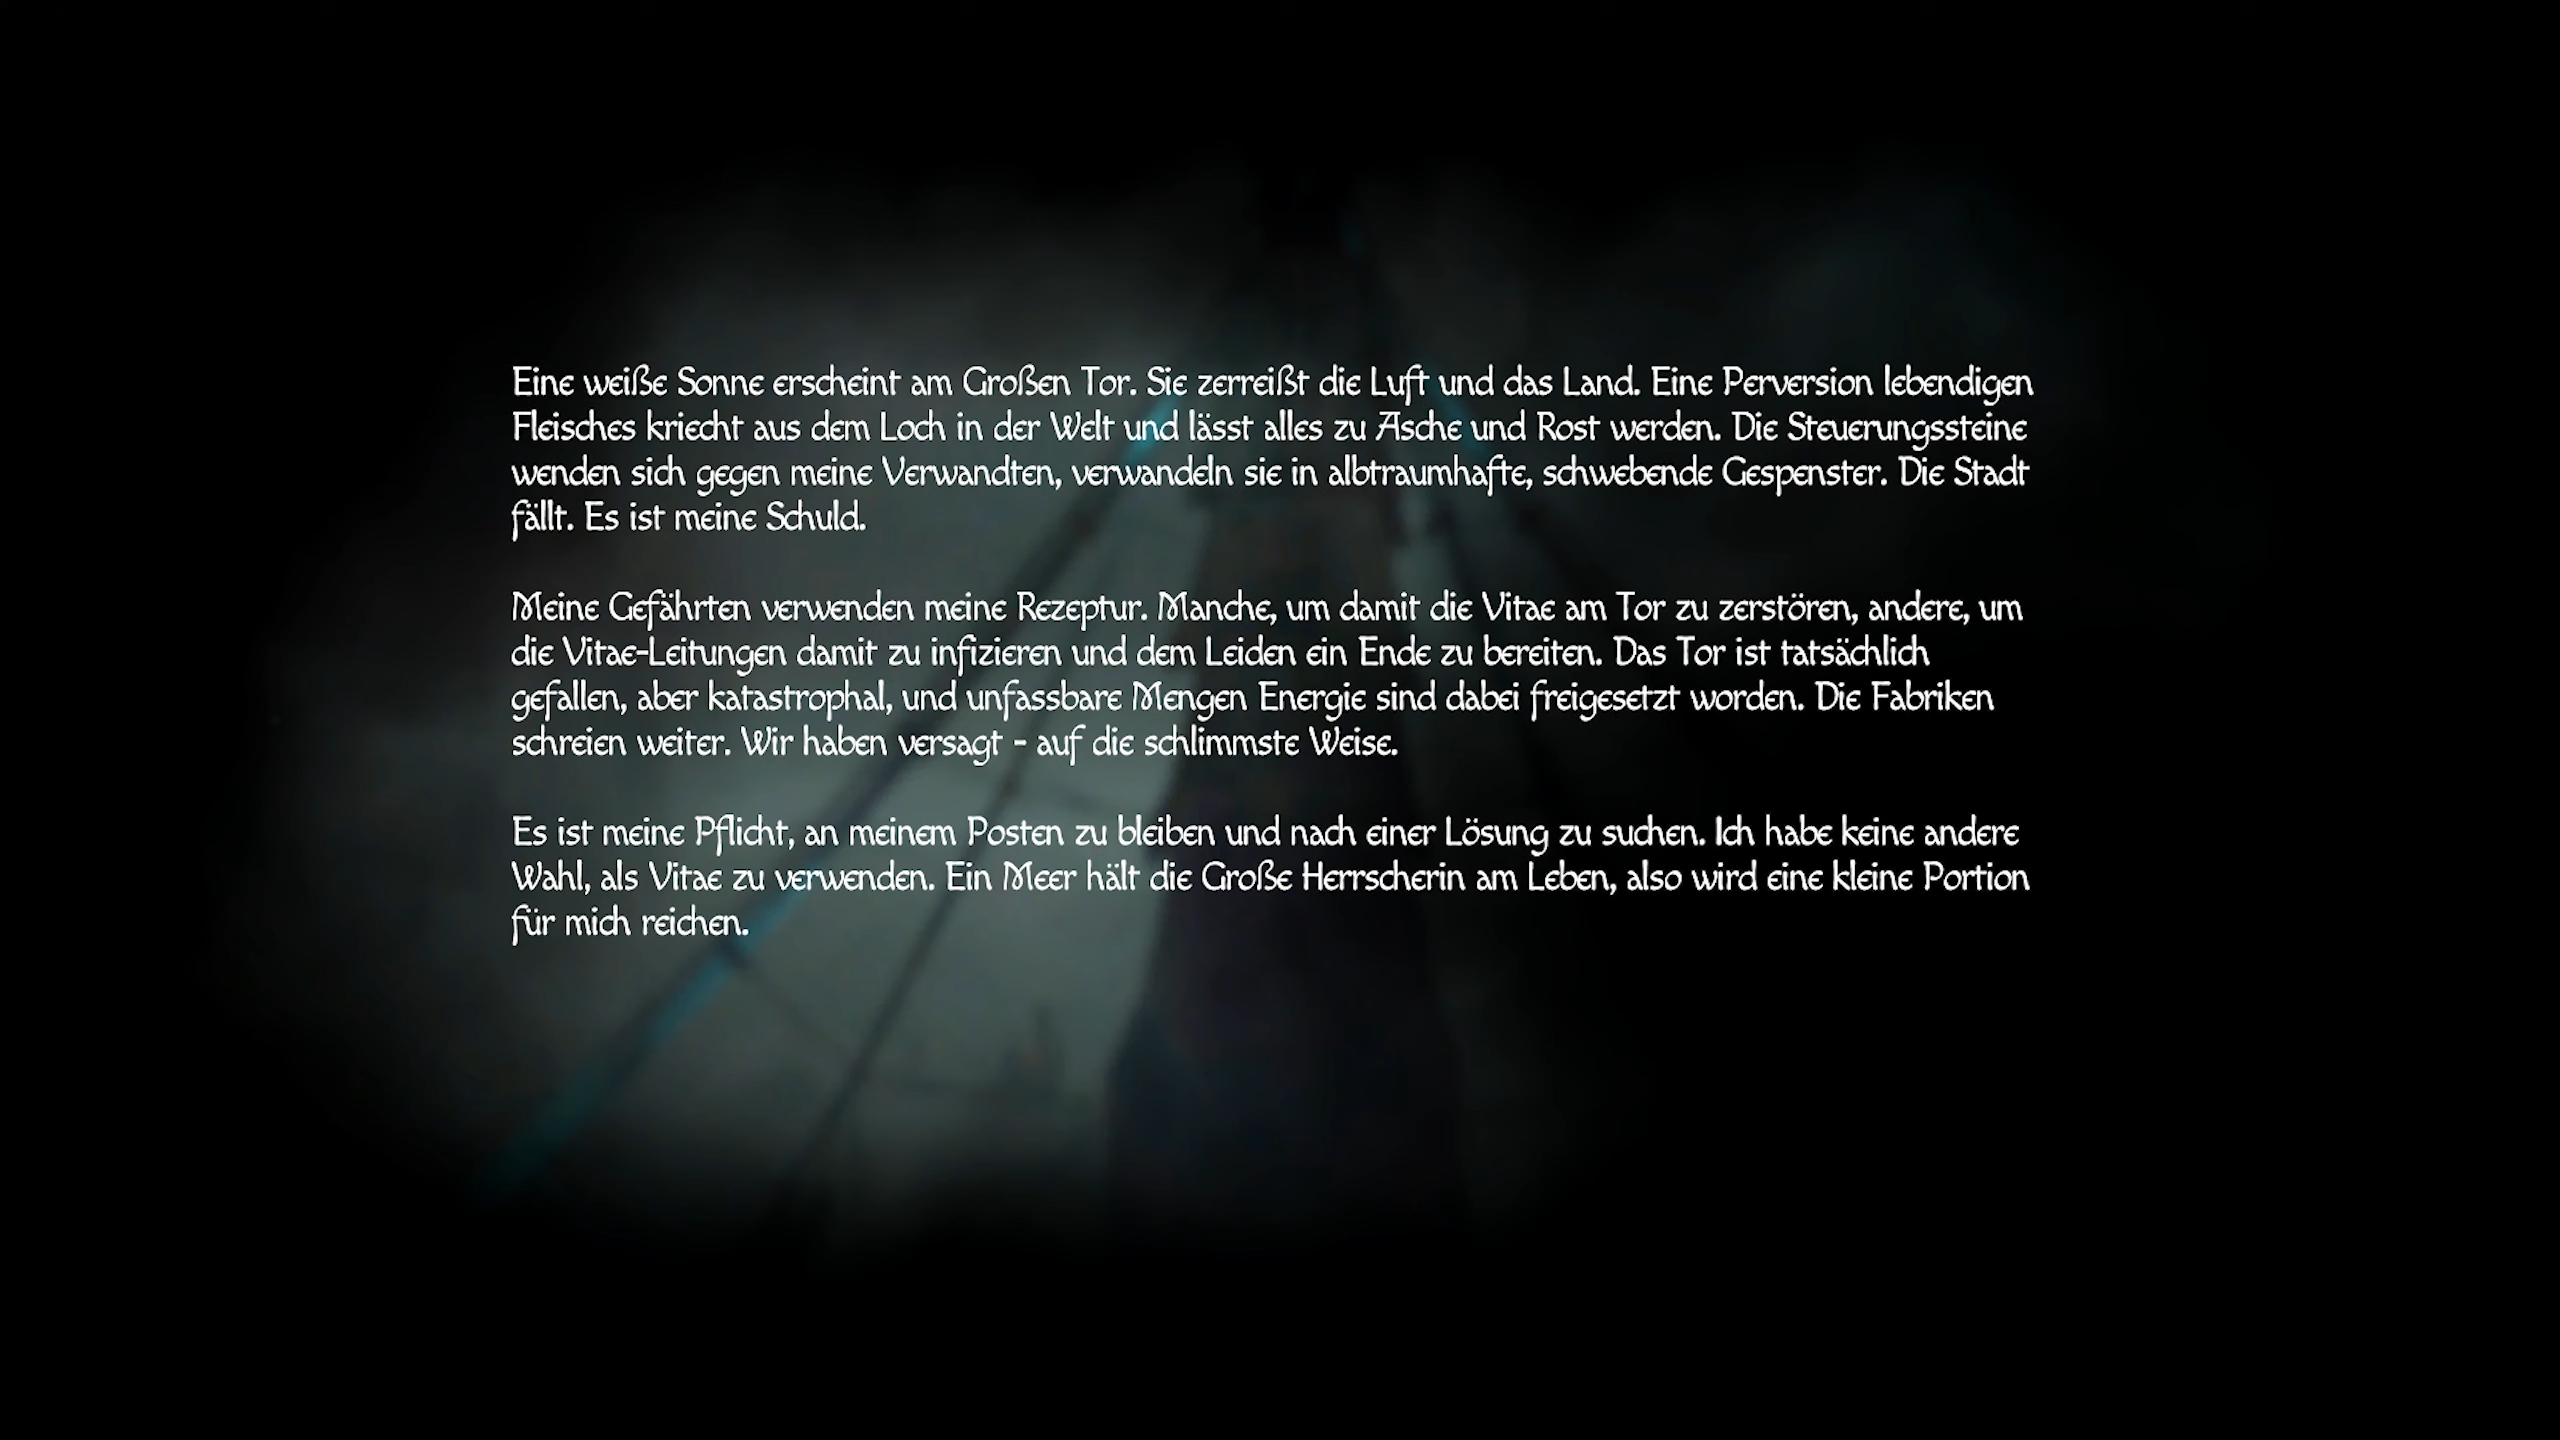 Eine weiße Sonne erscheint am Großen Tor. Sie zerreißt die Luft und das Land. Eine Perversion lebendigen
Fleisches kriecht aus dem Loch in der Welt und lässt alles zu Asche und Rost werden. Die Steuerungssteine
wenden sich gegen meine Verwandten, verwandeln sie in albtraumhafte, schwebende Gespenster. Die Stadt
fällt. Es ist meine Schuld.
Meine Gefährten verwenden meine Rezeptur. Manche, um damit die Vitae am Tor zu zerstören, andere, um
die Vitae-Leitungen damit zu infizieren und dem Leiden ein Ende zu bereiten. Das Tor ist tatsächlich
gefallen, aber katastrophal, und unfassbare Mengen Energie sind dabei freigesetzt worden. Die Fabriken
schreien weiter. Wir haben versagt - auf die schlimmste Weise.
Es ist meine Pflicht, an meinem Posten zu bleiben und nach einer Lösung zu suchen. Ich habe keine andere
Wahl, als Vitae zu verwenden. Ein Meer hält die Große Herrscherin am Leben, also wird eine kleine Portion
für mich reichen.